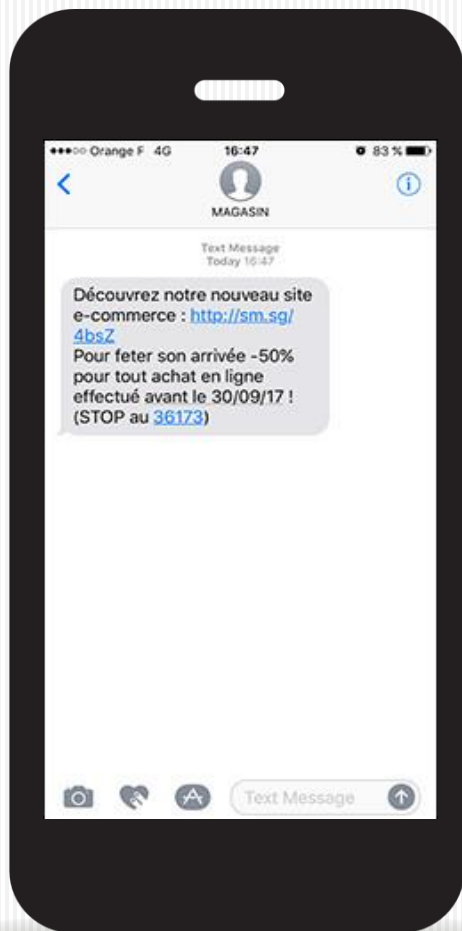 Orange F 4G 16:47 83 %
MAGASIN
Text Message
Today 16:47
Découvrez notre nouveau site
e-commerce : http://sm.sg/
4bsZ
Pour feter son arrivée -50%
pour tout achat en ligne
effectué avant le 30/09/17 !
(STOP au 36173)
Text Message